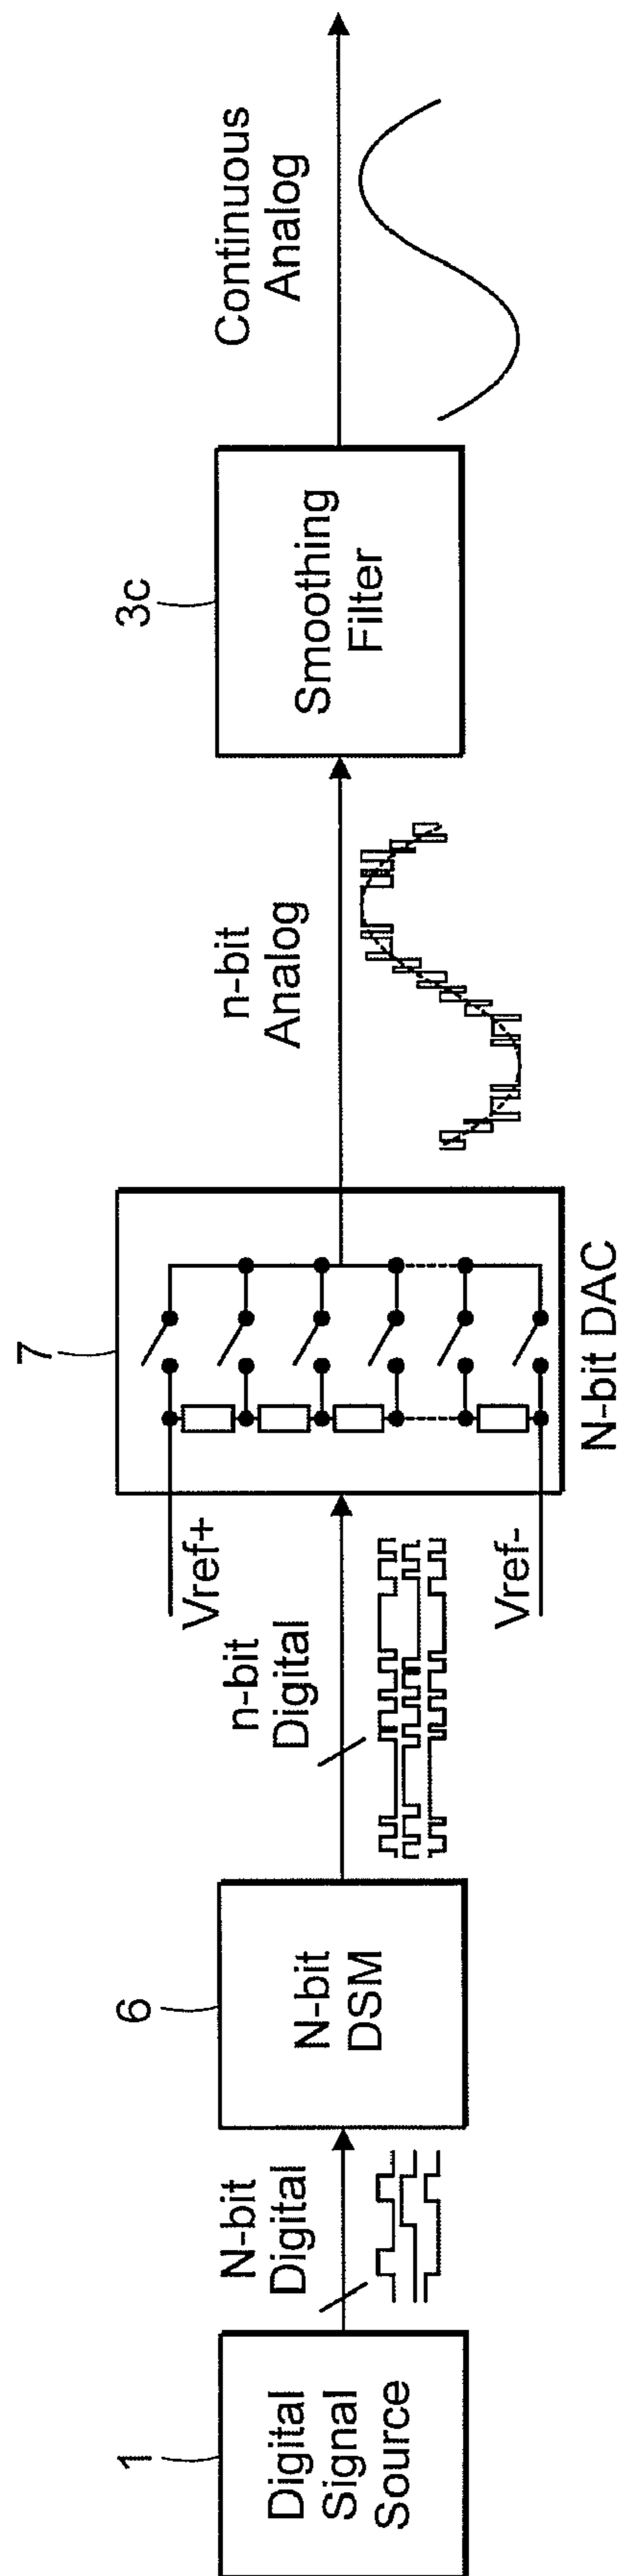 1
Digital
Signal
Source
N-bit
Digital
6
N-bit
DSM
n-bit
Digital
7
Vref+
Vref-
N-bit DAC
n-bit
Analog
3c
Smoothing
Filter
Continuous
Analog